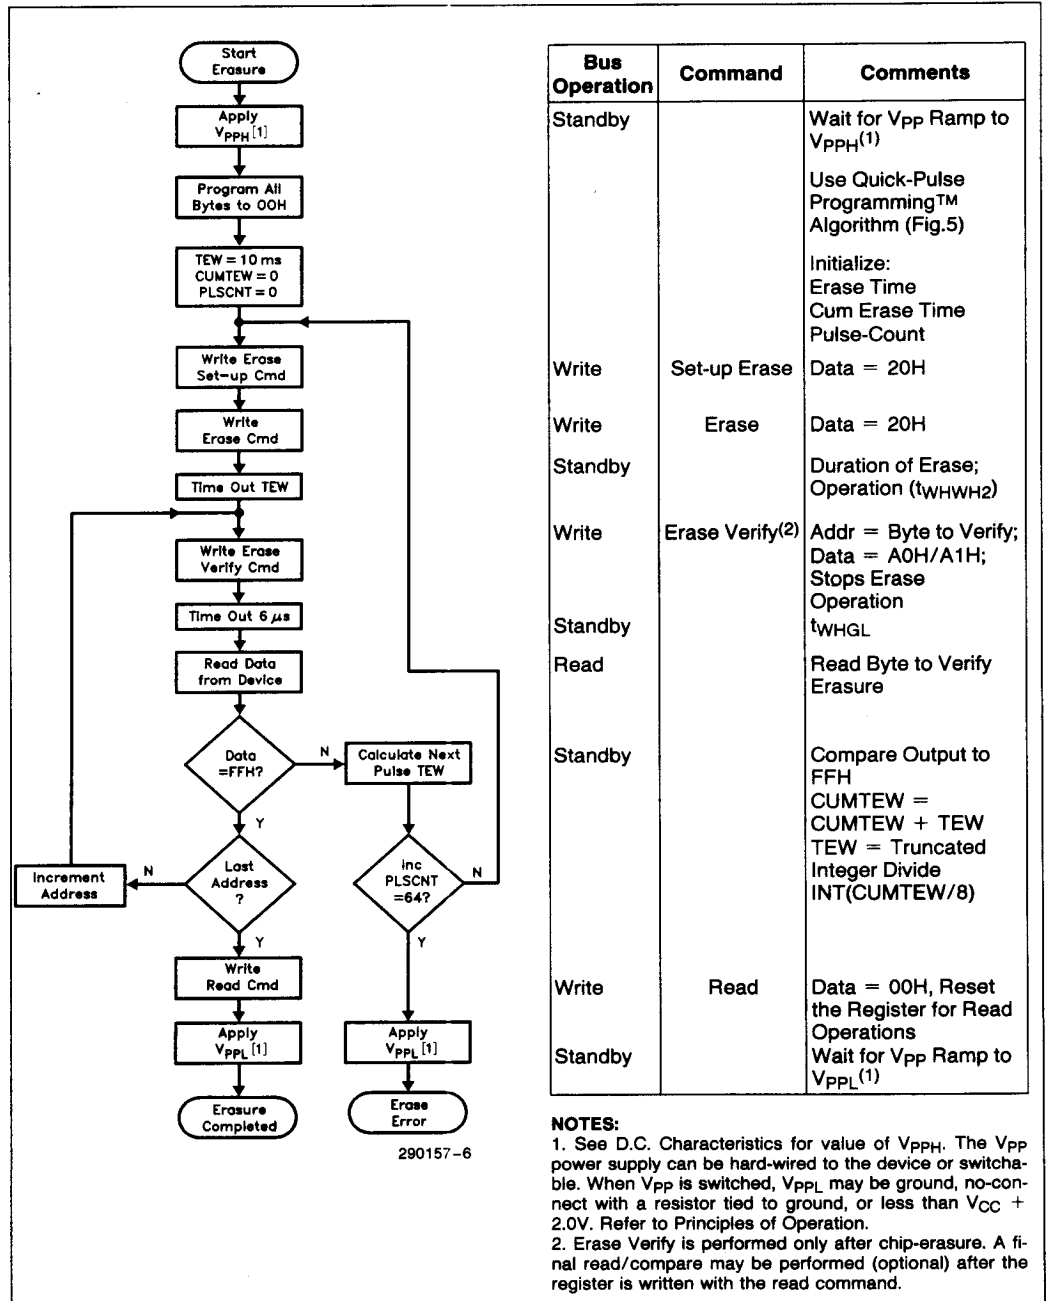 Start
Erasure
Apply
VPPH[1]
Program All
Bytes to 00H
TEW = 10 ms
CUMTEW = 0
PLSCNT = 0
Write Erase
Set-up Cmd
Write
Erase Cmd
Time Out TEW
Write Erase
Verify Cmd
Time Out 6 μs
Read Data
from Device
Data
=FFH?
N
Calculate Next
Pulse TEW
Y
Increment
Address
N
Last
Address
?
Inc
PLSCNT
=64?
N
Y
Y
Write
Read Cmd
Apply
VPPL[1]
Apply
VPPL[1]
Erasure
Completed
Erase
Error
290157-6
Bus
Operation
Command
Comments
Standby
Wait for VPP Ramp to
VPPH(1)
Use Quick-Pulse
Programming™
Algorithm (Fig.5)
Initialize:
Erase Time
Cum Erase Time
Pulse-Count
Write Set-up Erase Data = 20H
Write Erase Data = 20H
Standby Duration of Erase;
Operation (tWHWH2)
Write Erase Verify(2) Addr = Byte to Verify;
Data = A0H/A1H;
Stops Erase
Operation
Standby tWHGL
Read Read Byte to Verify
Erasure
Standby Compare Output to
FFH
CUMTEW =
CUMTEW + TEW
TEW = Truncated
Integer Divide
INT(CUMTEW/8)
Write Read Data = 00H, Reset
the Register for Read
Operations
Standby Wait for VPP Ramp to
VPPL(1)
NOTES:
1. See D.C. Characteristics for value of VPPH. The VPP
power supply can be hard-wired to the device or switcha-
ble. When VPP is switched, VPPL may be ground, no-con-
nect with a resistor tied to ground, or less than VCC +
2.0V. Refer to Principles of Operation.
2. Erase Verify is performed only after chip-erasure. A fi-
nal read/compare may be performed (optional) after the
register is written with the read command.